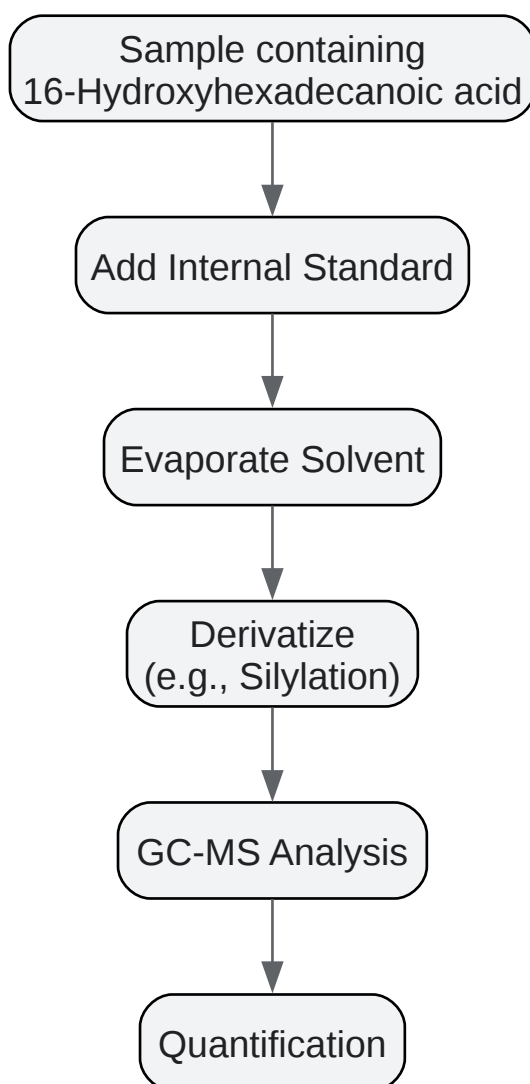 Sample containing
16-Hydroxyhexadecanoic acid
Add Internal Standard
Evaporate Solvent
Derivatize
(e.g., Silylation)
GC-MS Analysis
Quantification